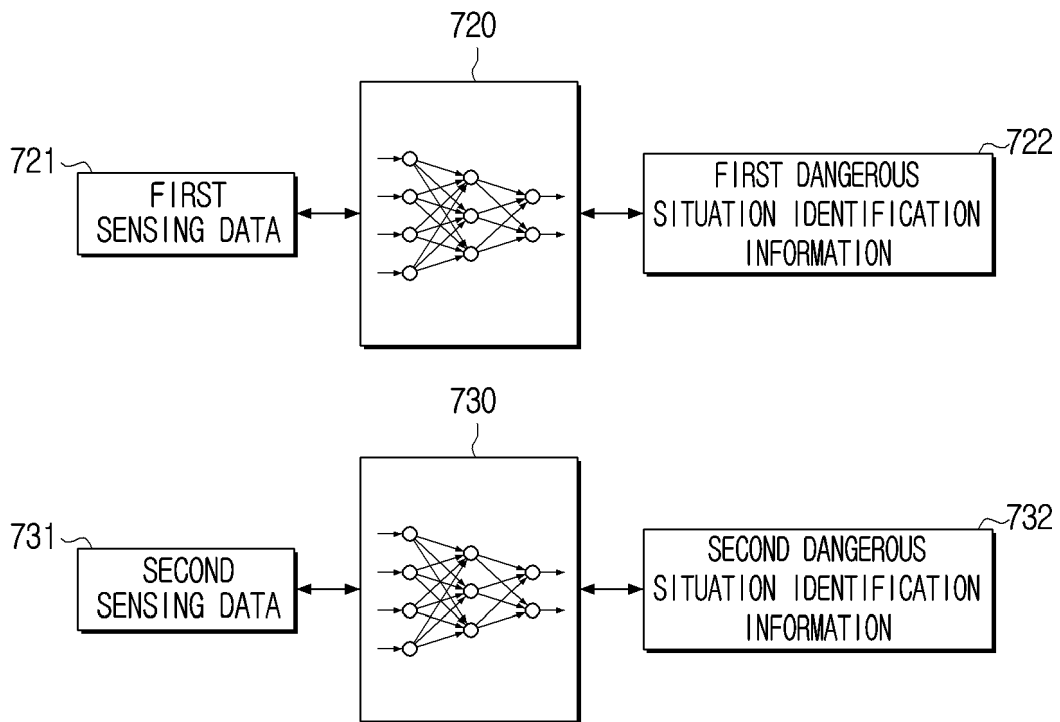 720
721
FIRST
SENSING DATA
722
FIRST DANGEROUS
SITUATION IDENTIFICATION
INFORMATION
730
731
SECOND
SENSING DATA
732
SECOND DANGEROUS
SITUATION IDENTIFICATION
INFORMATION